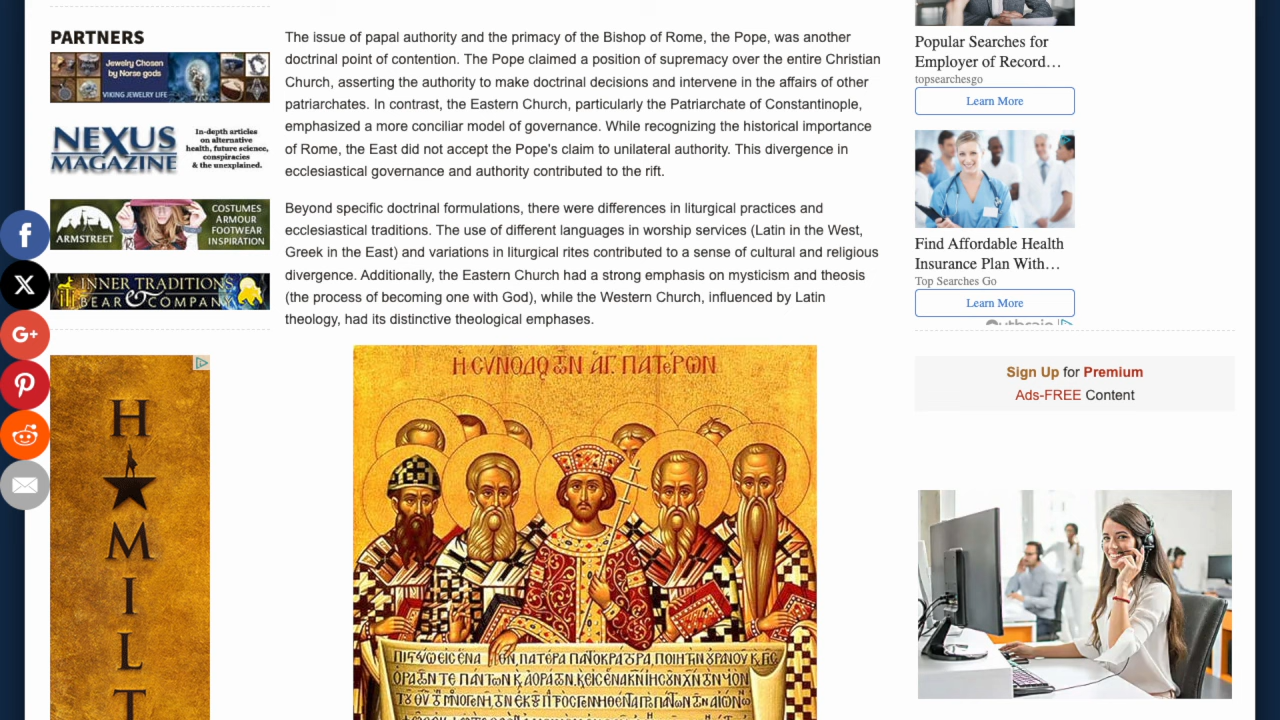 PARTNERS
Jewelry Chosen
by Norse gods
VIKING JEWELRY LIFE
NEXUS
MAGAZINE
In-depth articles
on alternative
health, future science,
conspiracies
& the unexplained.
ARMSTREET
COSTUMES
ARMOUR
FOOTWEAR
INSPIRATION
INNER TRADITIONS
BEAR & COMPANY
H
M
I
L
T
The issue of papal authority and the primacy of the Bishop of Rome, the Pope, was another
doctrinal point of contention. The Pope claimed a position of supremacy over the entire Christian
Church, asserting the authority to make doctrinal decisions and intervene in the affairs of other
patriarchates. In contrast, the Eastern Church, particularly the Patriarchate of Constantinople,
emphasized a more conciliar model of governance. While recognizing the historical importance
of Rome, the East did not accept the Pope's claim to unilateral authority. This divergence in
ecclesiastical governance and authority contributed to the rift.
Beyond specific doctrinal formulations, there were differences in liturgical practices and
ecclesiastical traditions. The use of different languages in worship services (Latin in the West,
Greek in the East) and variations in liturgical rites contributed to a sense of cultural and religious
divergence. Additionally, the Eastern Church had a strong emphasis on mysticism and theosis
(the process of becoming one with God), while the Western Church, influenced by Latin
theology, had its distinctive theological emphases.
Popular Searches for
Employer of Record…
topsearchesgo
Learn More
Find Affordable Health
Insurance Plan With…
Top Searches Go
Learn More
Sign Up for Premium
Ads-FREE Content